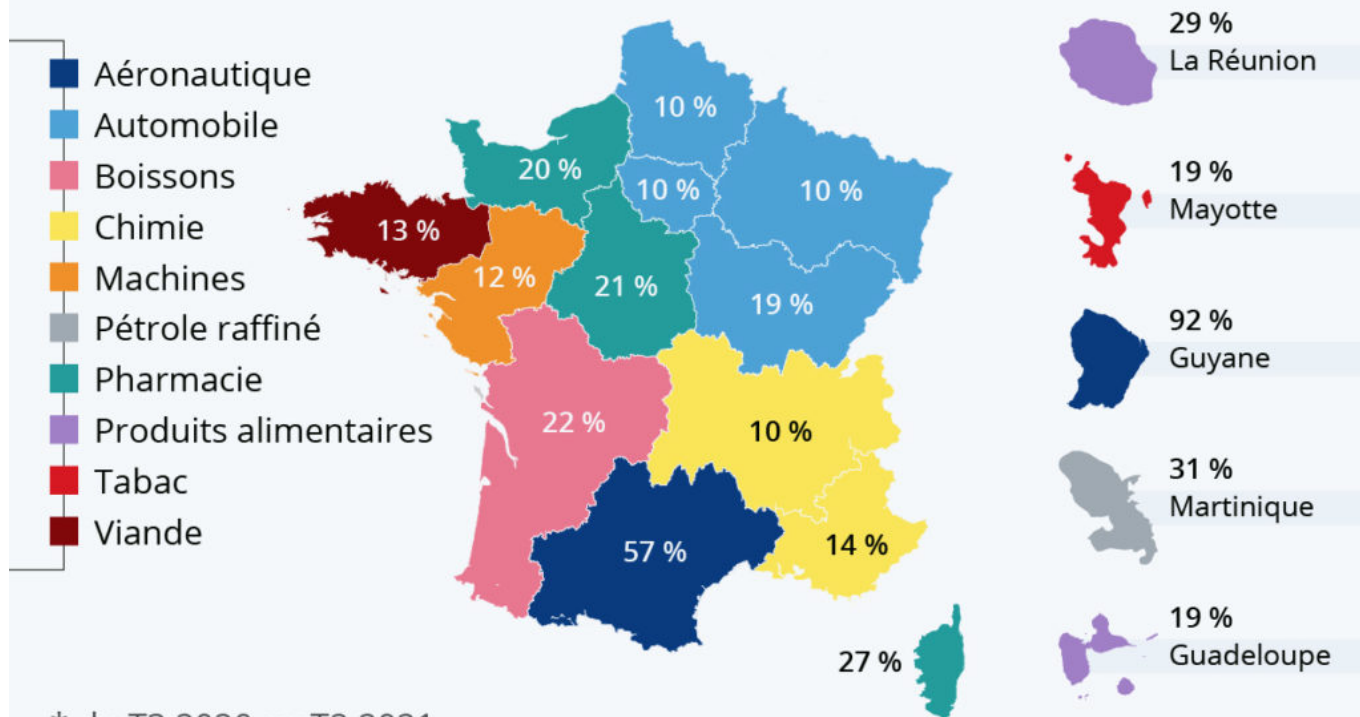 Aéronautique
Automobile
Boissons
Chimie
Machines
Pétrole raffiné
Pharmacie
Produits alimentaires
Tabac
Viande
10 %
20 %
10 %
10 %
13 %
12 %
21 %
19 %
22 %
10 %
57 %
14 %
27 %
29 %
La Réunion
19 %
Mayotte
92 %
Guyane
31 %
Martinique
19 %
Guadeloupe